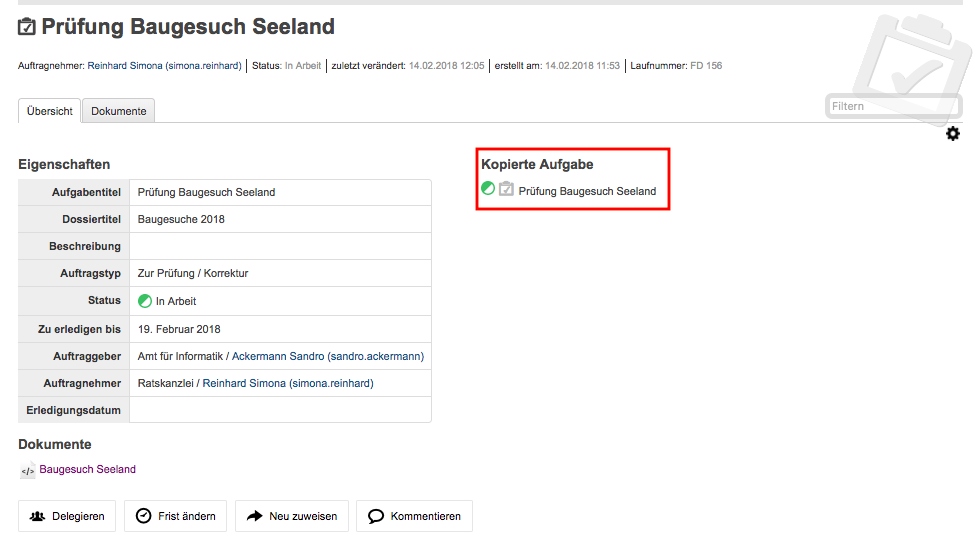 Prüfung Baugesuch Seeland
Auftragnehmer: Reinhard Simona (simona.reinhard) | Status: In Arbeit | zuletzt verändert: 14.02.2018 12:05 | erstellt am: 14.02.2018 11:53 | Laufnummer: FD 156
Filtern
Übersicht Dokumente
Eigenschaften
Aufgabentitel Prüfung Baugesuch Seeland
Dossiertitel Baugesuche 2018
Beschreibung
Auftragstyp Zur Prüfung / Korrektur
Status In Arbeit
Zu erledigen bis 19. Februar 2018
Auftraggeber Amt für Informatik / Ackermann Sandro (sandro.ackermann)
Auftragnehmer Ratskanzlei / Reinhard Simona (simona.reinhard)
Erledigungsdatum
Kopierte Aufgabe
Prüfung Baugesuch Seeland
Dokumente
Baugesuch Seeland
Delegieren Frist ändern Neu zuweisen Kommentieren